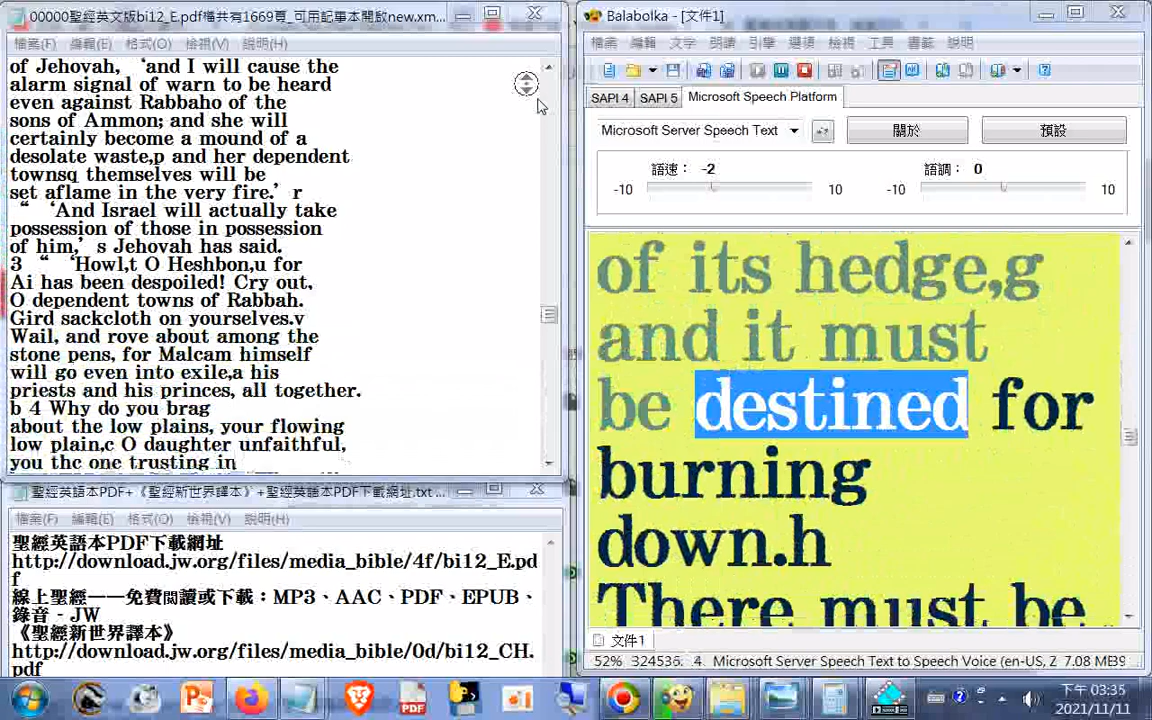 00000聖經英文版bi12_E.pdf檔共有1669頁_可用記事本開啟new.xm...
檔案(F) 編輯(E) 格式(O) 檢視(V) 說明(H)
of Jehovah, ‘and I will cause the
alarm signal of warn to be heard
even against Rabbaho of the
sons of Ammon; and she will
certainly become a mound of a
desolate waste,p and her dependent
townsq themselves will be
set aflame in the very fire.’ r
“ ‘And Israel will actually take
possession of those in possession
of him,’ s Jehovah has said.
3 “ ‘Howl,t O Heshbon,u for
Ai has been despoiled! Cry out,
O dependent towns of Rabbah.
Gird sackcloth on yourselves.v
Wail, and rove about among the
stone pens, for Malcam himself
will go even into exile,a his
priests and his princes, all together.
b 4 Why do you brag
about the low plains, your flowing
low plain,c O daughter unfaithful,
you thc one trusting in
聖經英語本PDF+《聖經新世界譯本》+聖經英語本PDF下載網址.txt ...
檔案(F) 編輯(E) 格式(O) 檢視(V) 說明(H)
聖經英語本PDF下載網址
http://download.jw.org/files/media_bible/4f/bi12_E.pd
f
線上聖經——免費閱讀或下載：MP3、AAC、PDF、EPUB、
錄音 - JW
《聖經新世界譯本》
http://download.jw.org/files/media_bible/0d/bi12_CH.
pdf
Balabolka - [文件1]
檔案 編輯 文字 朗讀 引擎 選項 檢視 工具 書籤 說明
SAPI 4 SAPI 5 Microsoft Speech Platform
Microsoft Server Speech Text 關於 預設
語速： -2 語調： 0
-10 10 -10 10
of its hedge,g
and it must
be destined for
burning
down.h
There must be
文件1
52% 324536. 4. Microsoft Server Speech Text to Speech Voice (en-US, Z 7.08 MB
下午 03:35
2021/11/11